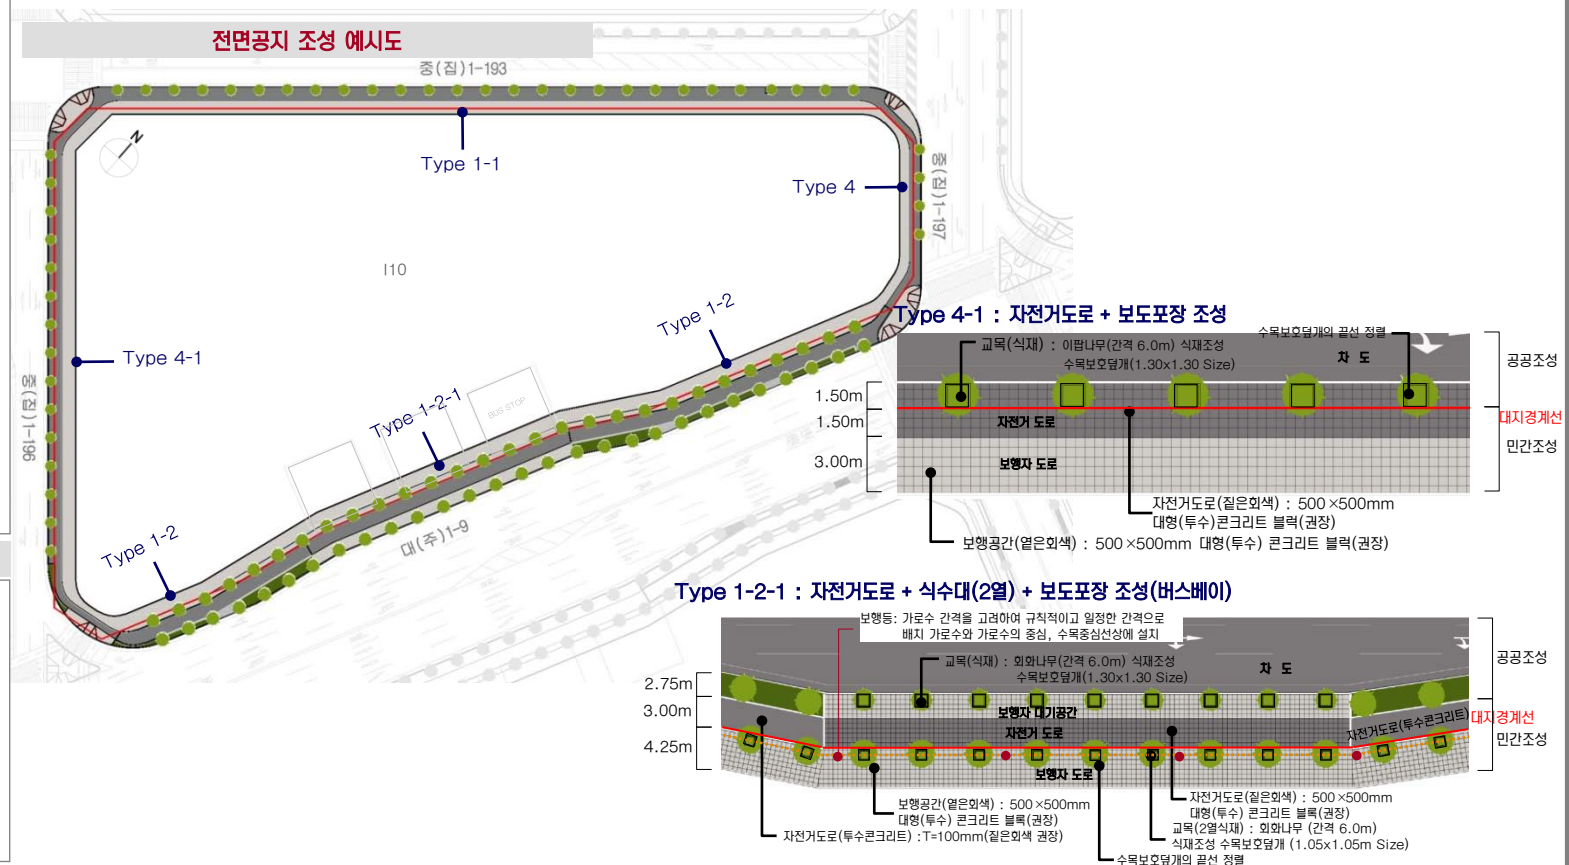 전면공지 조성 예시도
중(집)1-193
N
Type 1-1
Type 4
중(집)1-197
I10
Type 1-2
Type 4-1
중(집)1-196
BUS STOP
Type 1-2-1
대(주)1-9
Type 1-2
Type 4-1 : 자전거도로 + 보도포장 조성
수목보호덮개의 끝선 정렬
교목(식재) : 이팝나무(간격 6.0m) 식재조성
수목보호덮개(1.30x1.30 Size)
차 도
공공조성
1.50m
대지경계선
1.50m
자전거 도로
민간조성
3.00m
보행자 도로
자전거도로(짙은회색) : 500×500mm
대형(투수)콘크리트 블럭(권장)
보행공간(옅은회색) : 500×500mm 대형(투수) 콘크리트 블럭(권장)
Type 1-2-1 : 자전거도로 + 식수대(2열) + 보도포장 조성(버스베이)
보행등: 가로수 간격을 고려하여 규칙적이고 일정한 간격으로
배치 가로수와 가로수의 중심, 수목중심선상에 설치
교목(식재) : 회화나무(간격 6.0m) 식재조성
수목보호덮개(1.30x1.30 Size)
차 도
공공조성
2.75m
보행자 대기공간
3.00m
자전거 도로
자전거도로(투수콘크리트)
대지경계선
4.25m
민간조성
보행자 도로
보행공간(옅은회색) : 500×500mm
대형(투수) 콘크리트 블록(권장)
자전거도로(짙은회색) : 500×500mm
대형(투수) 콘크리트 블록(권장)
자전거도로(투수콘크리트) :T=100mm(짙은회색 권장)
교목(2열식재) : 회화나무 (간격 6.0m)
식재조성 수목보호덮개 (1.05x1.05m Size)
수목보호덮개의 끝선 정렬